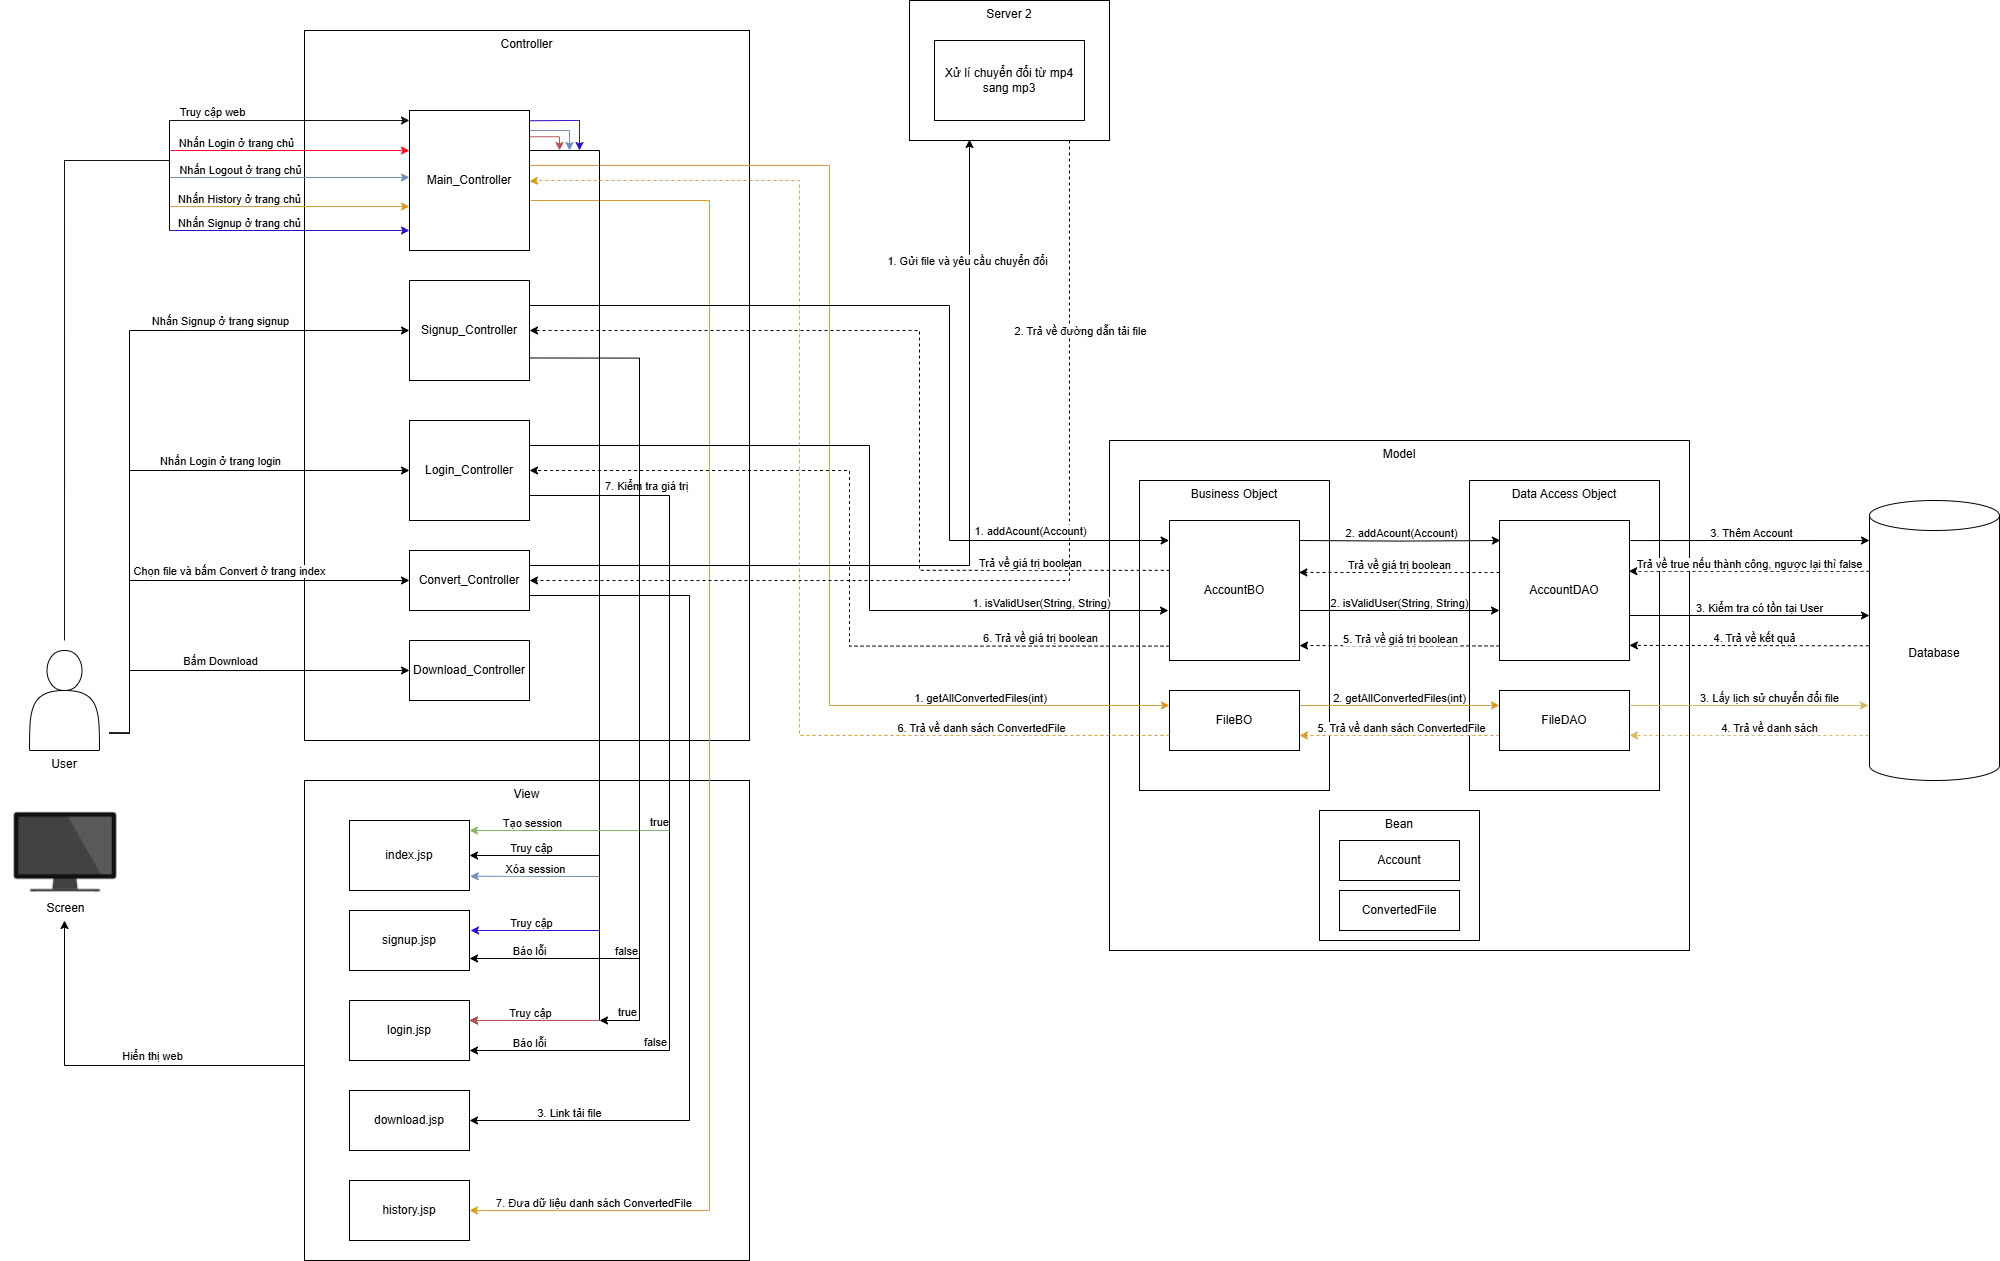 Server 2
Xử lí chuyển đổi từ mp4
sang mp3
Controller
Truy cập web
Nhấn Login ở trang chủ
Nhấn Logout ở trang chủ
Nhấn History ở trang chủ
Nhấn Signup ở trang chủ
Main_Controller
1. Gửi file và yêu cầu chuyển đổi
2. Trả về đường dẫn tải file
Nhấn Signup ở trang signup
Signup_Controller
Nhấn Login ở trang login
Login_Controller
7. Kiểm tra giá trị
Chọn file và bấm Convert ở trang index
Convert_Controller
Bấm Download
Download_Controller
User
Model
Business Object
Data Access Object
1. addAcount(Account)
2. addAcount(Account)
3. Thêm Account
Trả về giá trị boolean
Trả về giá trị boolean
Trả về true nếu thành công, ngược lại thì false
AccountBO
AccountDAO
1. isValidUser(String, String)
2. isValidUser(String, String)
3. Kiểm tra có tồn tại User
6. Trả về giá trị boolean
5. Trả về giá trị boolean
4. Trả về kết quả
Database
1. getAllConvertedFiles(int)
2. getAllConvertedFiles(int)
3. Lấy lịch sử chuyển đổi file
FileBO
FileDAO
6. Trả về danh sách ConvertedFile
5. Trả về danh sách ConvertedFile
4. Trả về danh sách
Bean
Account
ConvertedFile
View
Tạo session
true
index.jsp
Truy cập
Xóa session
Screen
signup.jsp
Truy cập
Báo lỗi
false
login.jsp
Truy cập
true
Báo lỗi
false
Hiển thị web
download.jsp
3. Link tải file
history.jsp
7. Đưa dữ liệu danh sách ConvertedFile